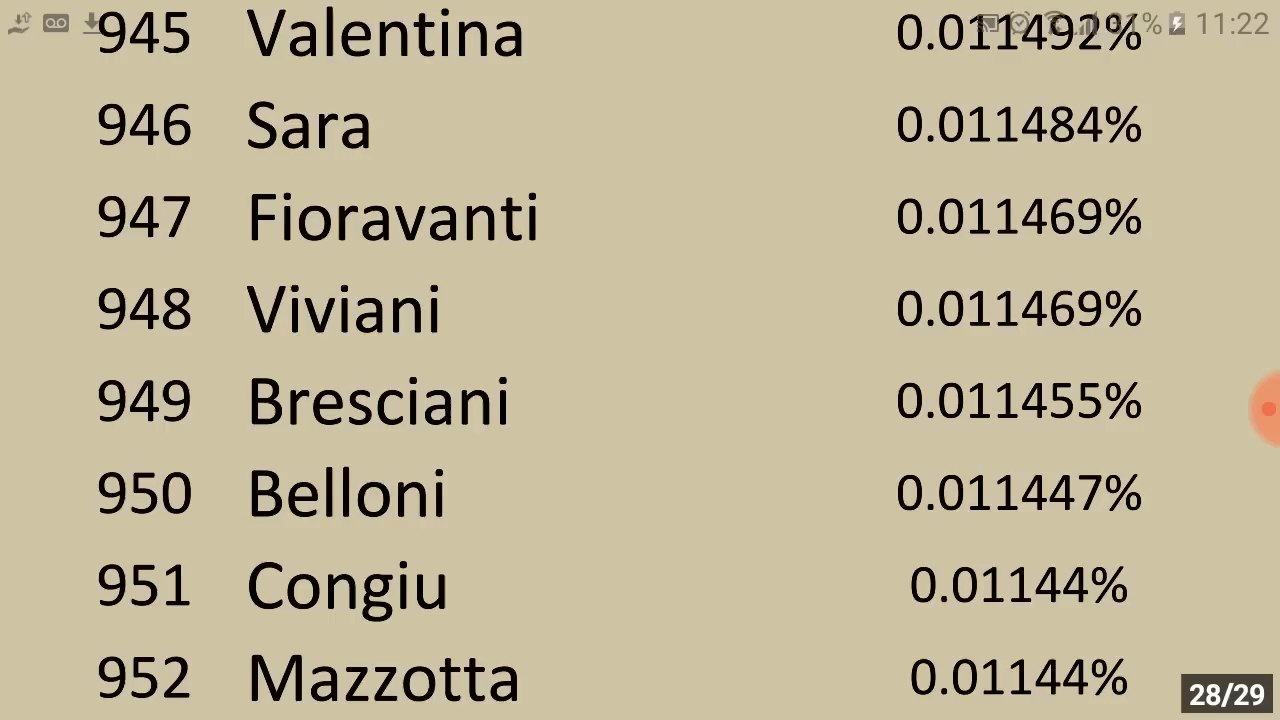 945 Valentina 0.011492%
81% 11:22
946 Sara 0.011484%
947 Fioravanti 0.011469%
948 Viviani 0.011469%
949 Bresciani 0.011455%
950 Belloni 0.011447%
951 Congiu 0.01144%
952 Mazzotta 0.01144%
28/29